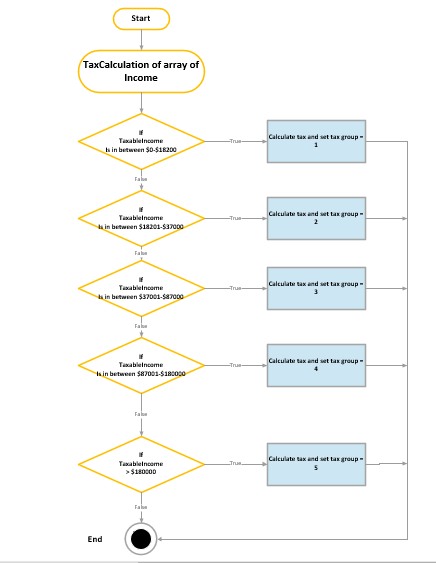 Start
TaxCalculation of array of
Income
If
TaxableIncome
Is in between $0-$18200
True
Calculate tax and set tax group =
1
False
If
TaxableIncome
Is in between $18201-$37000
True
Calculate tax and set tax group =
2
False
If
TaxableIncome
Is in between $37001-$87000
True
Calculate tax and set tax group =
3
False
If
TaxableIncome
Is in between $87001-$180000
True
Calculate tax and set tax group =
4
False
If
TaxableIncome
> $180000
True
Calculate tax and set tax group =
5
False
End